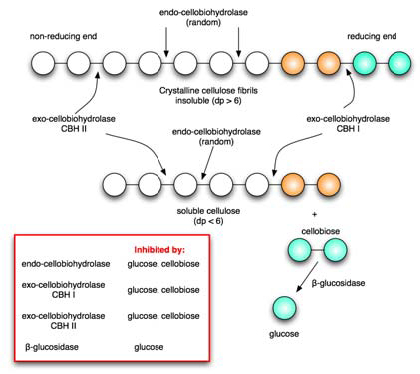 endo-cellobiohydrolase
(random)
non-reducing end
reducing end
Crystalline cellulose fibrils
insoluble (dp > 6)
exo-cellobiohydrolase
CBH II
endo-cellobiohydrolase
(random)
exo-cellobiohydrolase
CBH I
soluble cellulose
(dp < 6)
+
cellobiose
β-glucosidase
glucose
Inhibiled by:
endo-cellobiohydrolase glucose cellobiose
exo-cellobiohydrolase
CBH I
glucose cellobiose
exo-cellobiohydrolase
CBH II
glucose cellobiose
β-glucosidase glucose